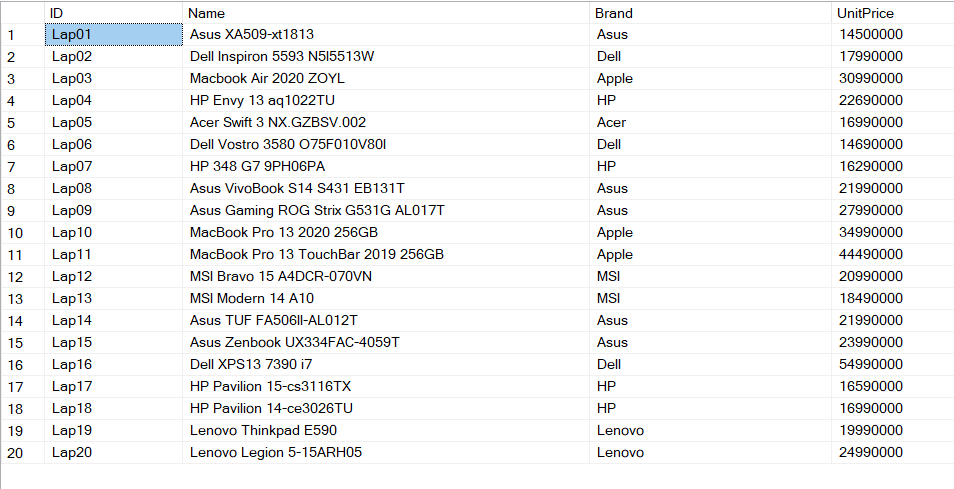 ID Name Brand UnitPrice
1 Lap01 Asus XA509-xt1813 Asus 14500000
2 Lap02 Dell Inspiron 5593 N5I5513W Dell 17990000
3 Lap03 Macbook Air 2020 ZOYL Apple 30990000
4 Lap04 HP Envy 13 aq1022TU HP 22690000
5 Lap05 Acer Swift 3 NX.GZBSV.002 Acer 16990000
6 Lap06 Dell Vostro 3580 O75F010V80I Dell 14690000
7 Lap07 HP 348 G7 9PH06PA HP 16290000
8 Lap08 Asus VivoBook S14 S431 EB131T Asus 21990000
9 Lap09 Asus Gaming ROG Strix G531G AL017T Asus 27990000
10 Lap10 MacBook Pro 13 2020 256GB Apple 34990000
11 Lap11 MacBook Pro 13 TouchBar 2019 256GB Apple 44490000
12 Lap12 MSI Bravo 15 A4DCR-070VN MSI 20990000
13 Lap13 MSI Modern 14 A10 MSI 18490000
14 Lap14 Asus TUF FA506II-AL012T Asus 21990000
15 Lap15 Asus Zenbook UX334FAC-4059T Asus 23990000
16 Lap16 Dell XPS13 7390 i7 Dell 54990000
17 Lap17 HP Pavilion 15-cs3116TX HP 16590000
18 Lap18 HP Pavilion 14-ce3026TU HP 16990000
19 Lap19 Lenovo Thinkpad E590 Lenovo 19990000
20 Lap20 Lenovo Legion 5-15ARH05 Lenovo 24990000